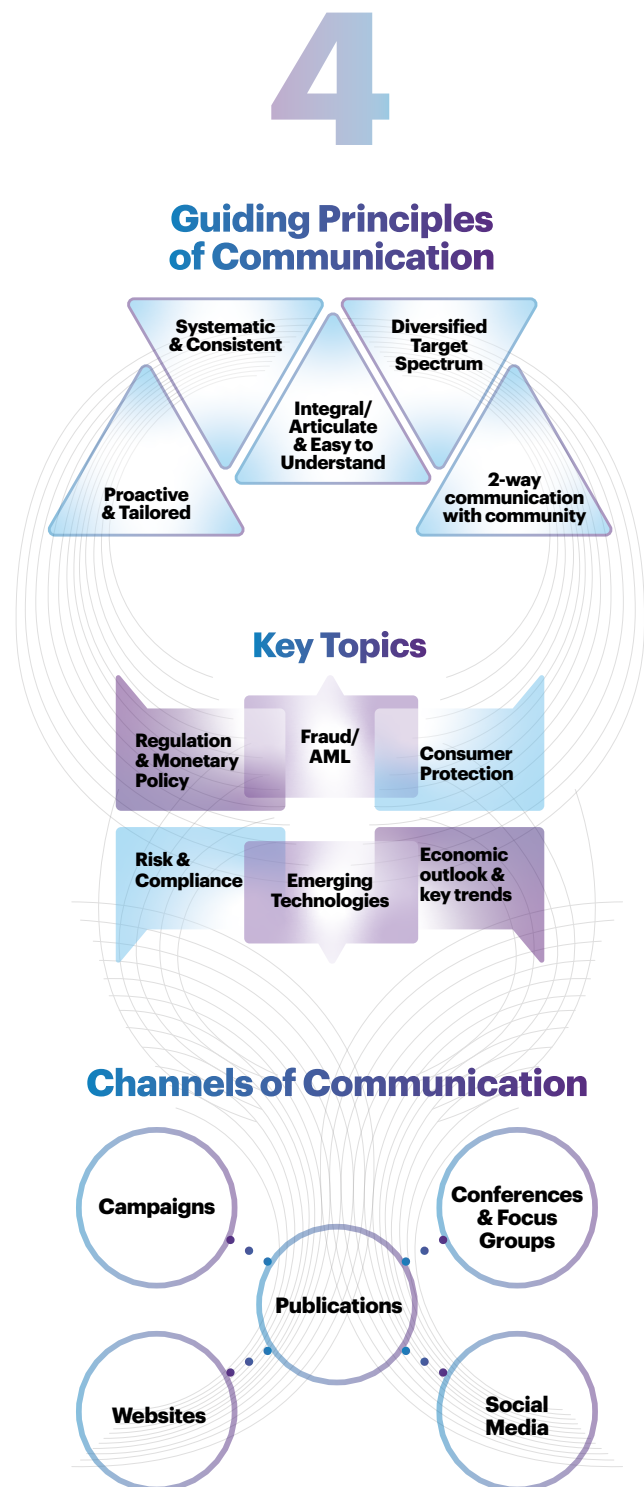 4
Guiding Principles
of Communication
Systematic
& Consistent
Diversified
Target
Spectrum
Integral/
Articulate
& Easy to
Understand
Proactive
& Tailored
2-way
communication
with community
Key Topics
Regulation
& Monetary
Policy
Fraud/
AML
Consumer
Protection
Risk &
Compliance
Emerging
Technologies
Economic
outlook &
key trends
Channels of Communication
Campaigns
Conferences
& Focus
Groups
Publications
Websites
Social
Media